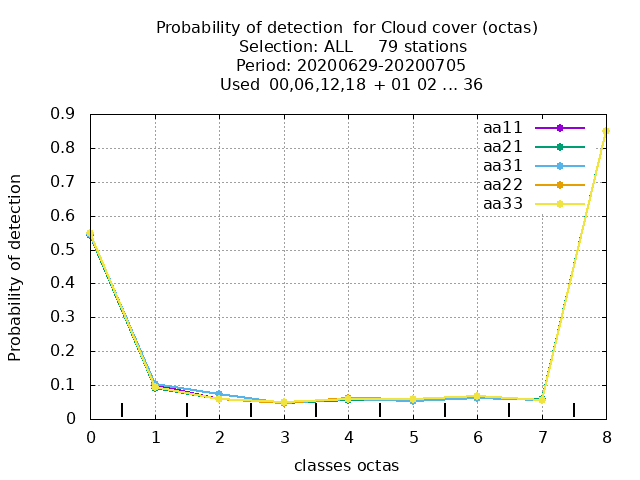 Probability of detection  for Cloud cover (octas)
Selection: ALL     79 stations
Period: 20200629-20200705
Used  00,06,12,18  + 01 02 ... 36
aa11
aa21
aa31
aa22
aa33
Probability of detection
0.9
0.8
0.7
0.6
0.5
0.4
0.3
0.2
0.1
0
0 1 2 3 4 5 6 7 8
classes octas